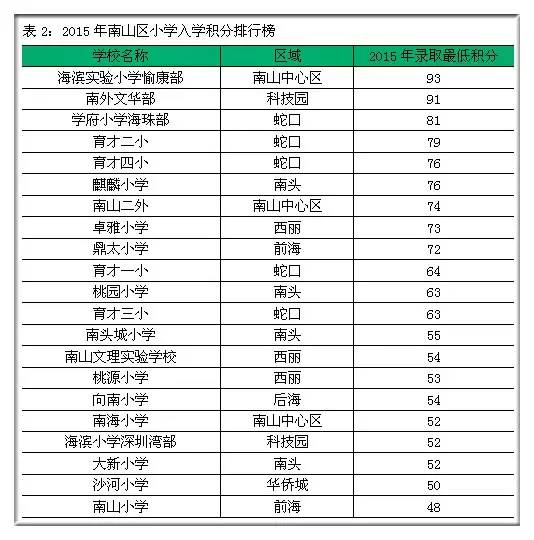 表 2：2015 年南山区小学入学积分排行榜
学校名称 区域 2015 年录取最低积分
海滨实验小学愉康部 南山中心区 93
南外文华部 科技园 91
学府小学海珠部 蛇口 81
育才二小 蛇口 79
育才四小 蛇口 76
麒麟小学 南头 76
南山二外 南山中心区 74
卓雅小学 西丽 73
鼎太小学 前海 72
育才一小 蛇口 64
桃园小学 南头 63
育才三小 蛇口 63
南头城小学 南头 55
南山文理实验学校 西丽 54
桃源小学 西丽 53
向南小学 后海 54
南海小学 南山中心区 52
海滨小学深圳湾部 科技园 52
大新小学 南头 52
沙河小学 华侨城 50
南山小学 前海 48